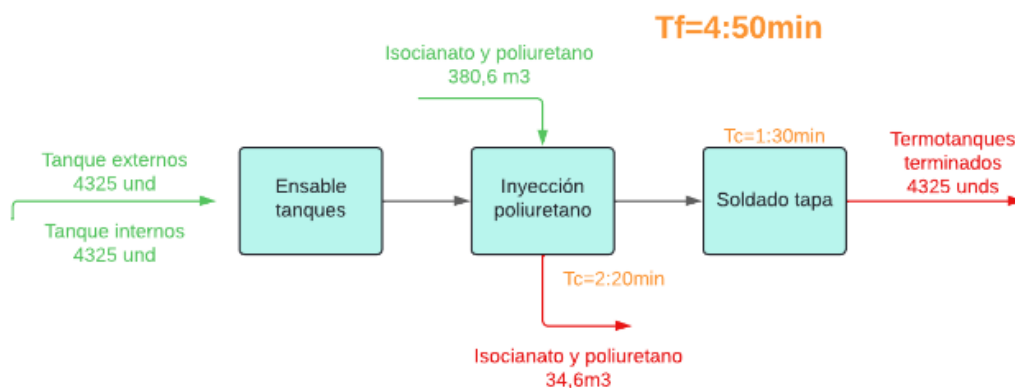 Tf=4:50min
Isocianato y poliuretano
380,6 m3
Tc=1:30min
Tanque externos
4325 und
Tanque internos
4325 und
Ensable
tanques
Inyección
poliuretano
Soldado tapa
Termotanques
terminados
4325 unds
Tc=2:20min
Isocianato y poliuretano
34,6m3